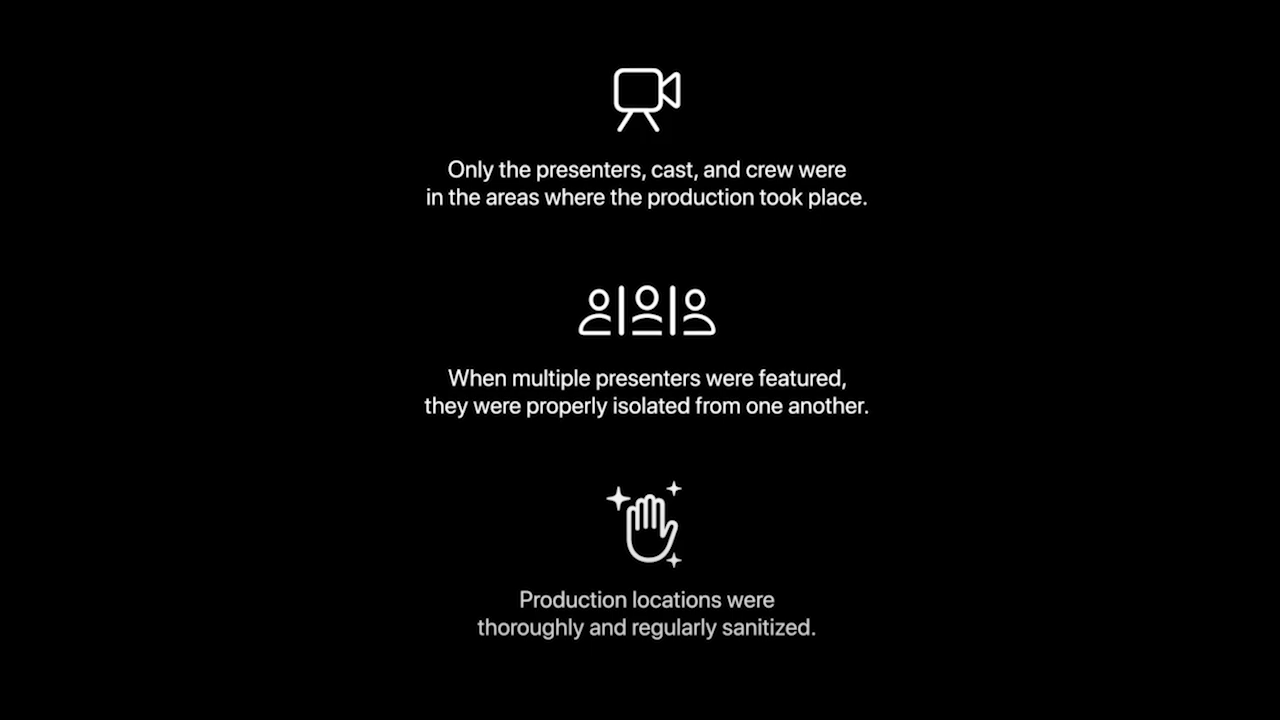 Only the presenters, cast, and crew were
in the areas where the production took place.
When multiple presenters were featured,
they were properly isolated from one another.
Production locations were
thoroughly and regularly sanitized.